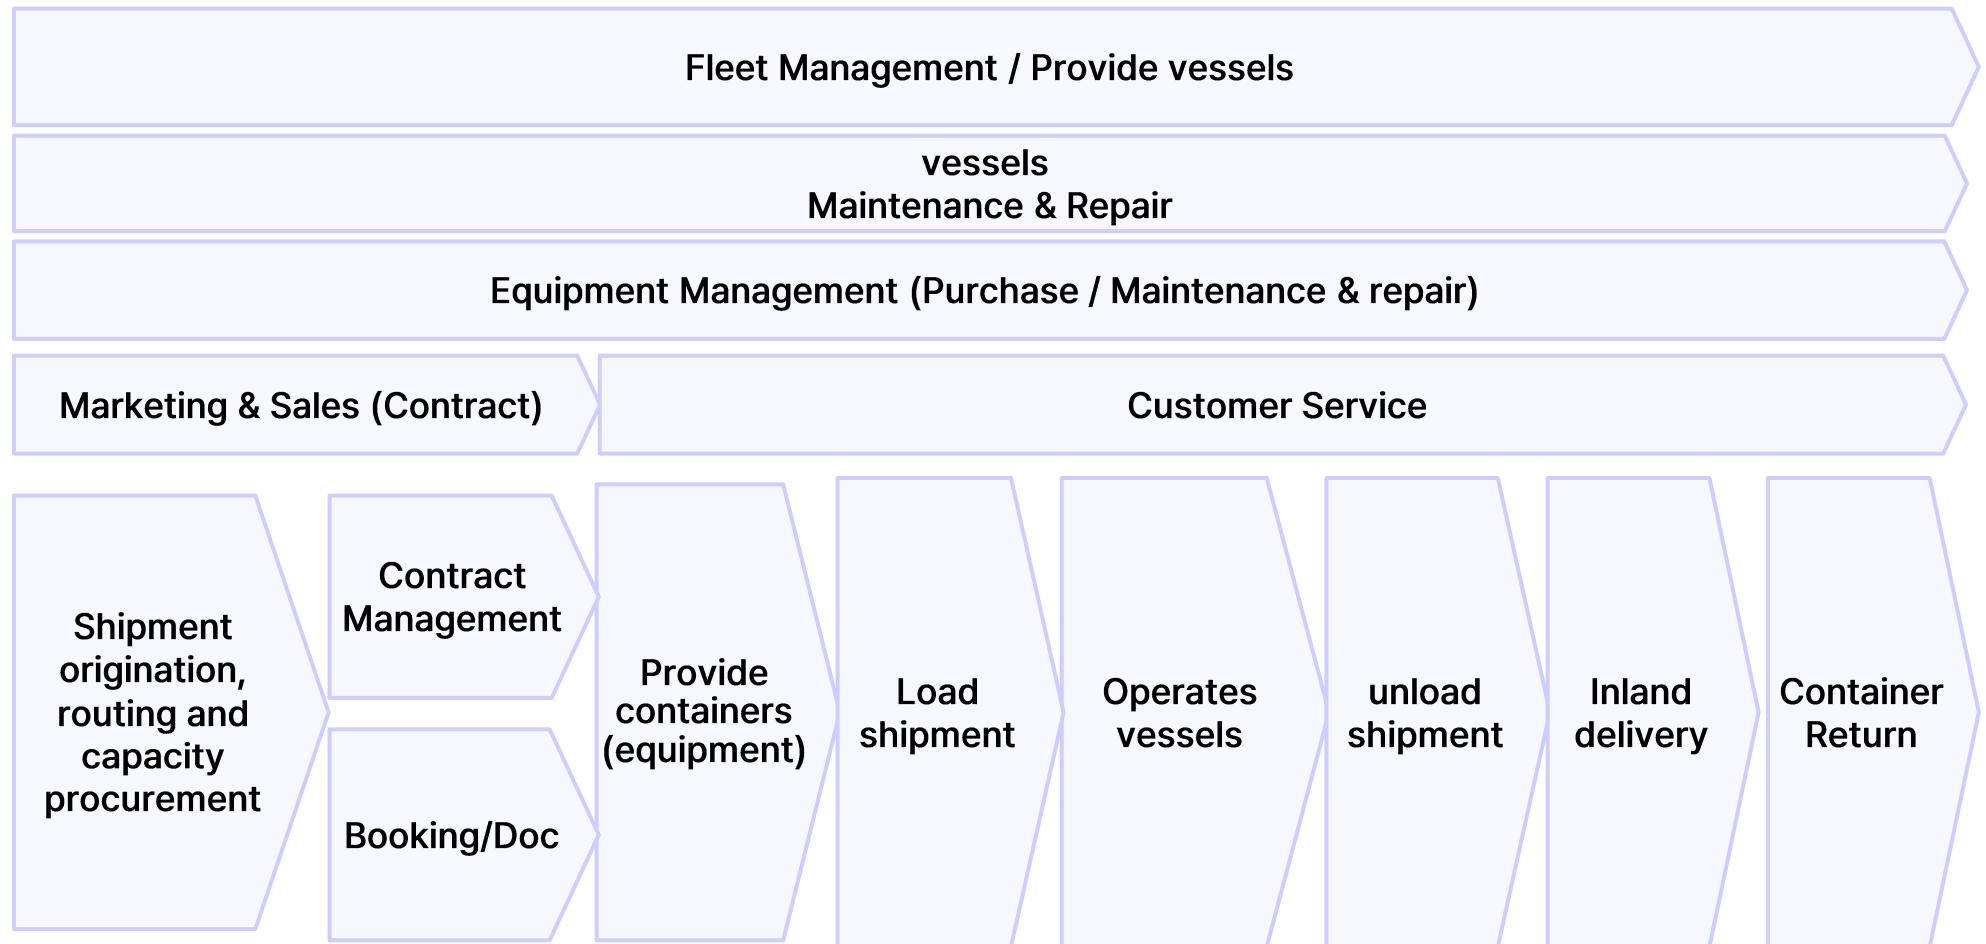 Fleet Management / Provide vessels
vessels
Maintenance & Repair
Equipment Management (Purchase / Maintenance & repair)
Marketing & Sales (Contract)
Customer Service
Shipment
origination,
routing and
capacity
procurement
Contract
Management
Booking/Doc
Provide
containers
(equipment)
Load
shipment
Operates
vessels
unload
shipment
Inland
delivery
Container
Return